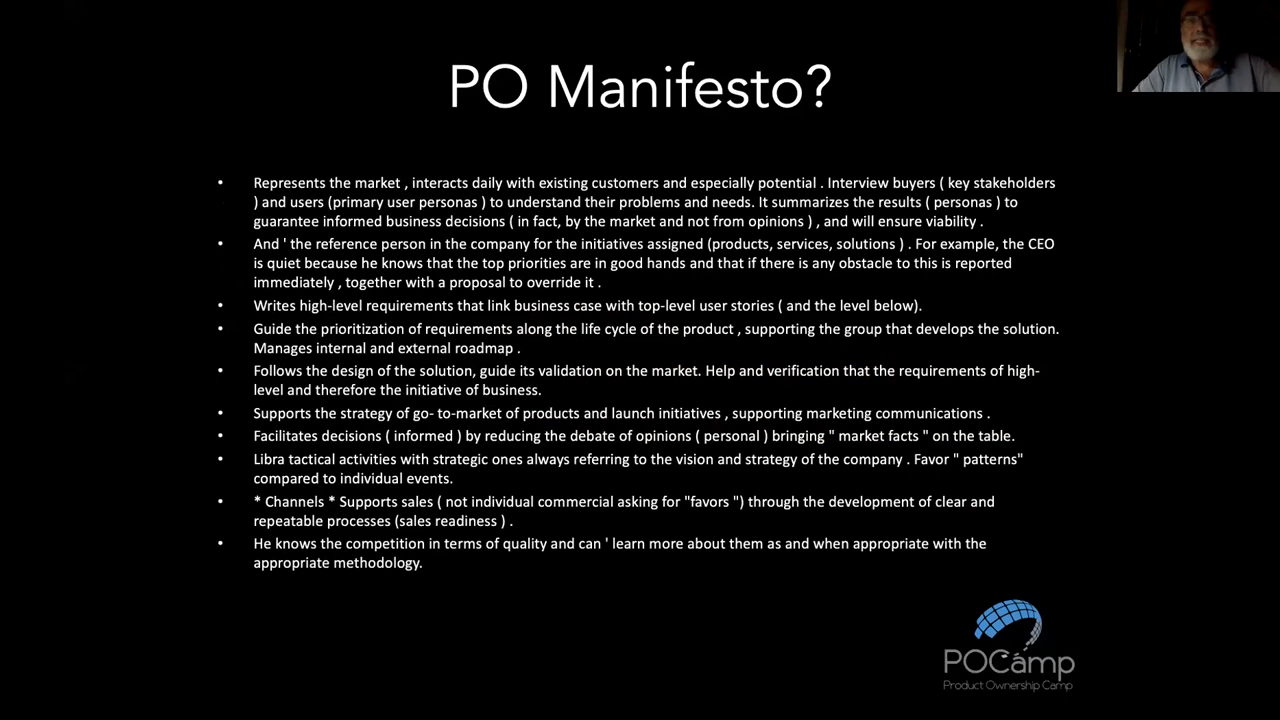 PO Manifesto?
• Represents the market , interacts daily with existing customers and especially potential . Interview buyers ( key stakeholders
) and users (primary user personas ) to understand their problems and needs. It summarizes the results ( personas ) to
guarantee informed business decisions ( in fact, by the market and not from opinions ) , and will ensure viability .
• And ' the reference person in the company for the initiatives assigned (products, services, solutions ) . For example, the CEO
is quiet because he knows that the top priorities are in good hands and that if there is any obstacle to this is reported
immediately , together with a proposal to override it .
• Writes high-level requirements that link business case with top-level user stories ( and the level below).
• Guide the prioritization of requirements along the life cycle of the product , supporting the group that develops the solution.
Manages internal and external roadmap .
• Follows the design of the solution, guide its validation on the market. Help and verification that the requirements of high-
level and therefore the initiative of business.
• Supports the strategy of go- to-market of products and launch initiatives , supporting marketing communications .
• Facilitates decisions ( informed ) by reducing the debate of opinions ( personal ) bringing " market facts " on the table.
• Libra tactical activities with strategic ones always referring to the vision and strategy of the company . Favor " patterns"
compared to individual events.
• * Channels * Supports sales ( not individual commercial asking for "favors ") through the development of clear and
repeatable processes (sales readiness ) .
• He knows the competition in terms of quality and can ' learn more about them as and when appropriate with the
appropriate methodology.
POCámp
Product Ownership Camp